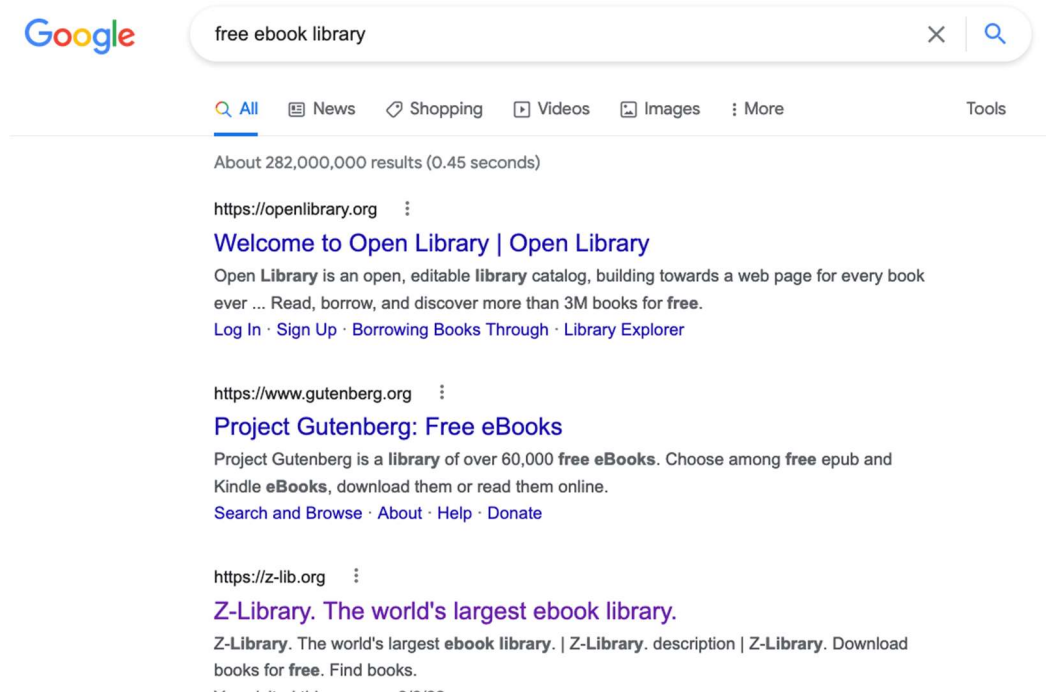 Google
free ebook library
All News Shopping Videos Images More Tools
About 282,000,000 results (0.45 seconds)
https://openlibrary.org
Welcome to Open Library | Open Library
Open Library is an open, editable library catalog, building towards a web page for every book
ever ... Read, borrow, and discover more than 3M books for free.
Log In · Sign Up · Borrowing Books Through · Library Explorer
https://www.gutenberg.org
Project Gutenberg: Free eBooks
Project Gutenberg is a library of over 60,000 free eBooks. Choose among free epub and
Kindle eBooks, download them or read them online.
Search and Browse · About · Help · Donate
https://z-lib.org
Z-Library. The world's largest ebook library.
Z-Library. The world's largest ebook library. | Z-Library. description | Z-Library. Download
books for free. Find books.